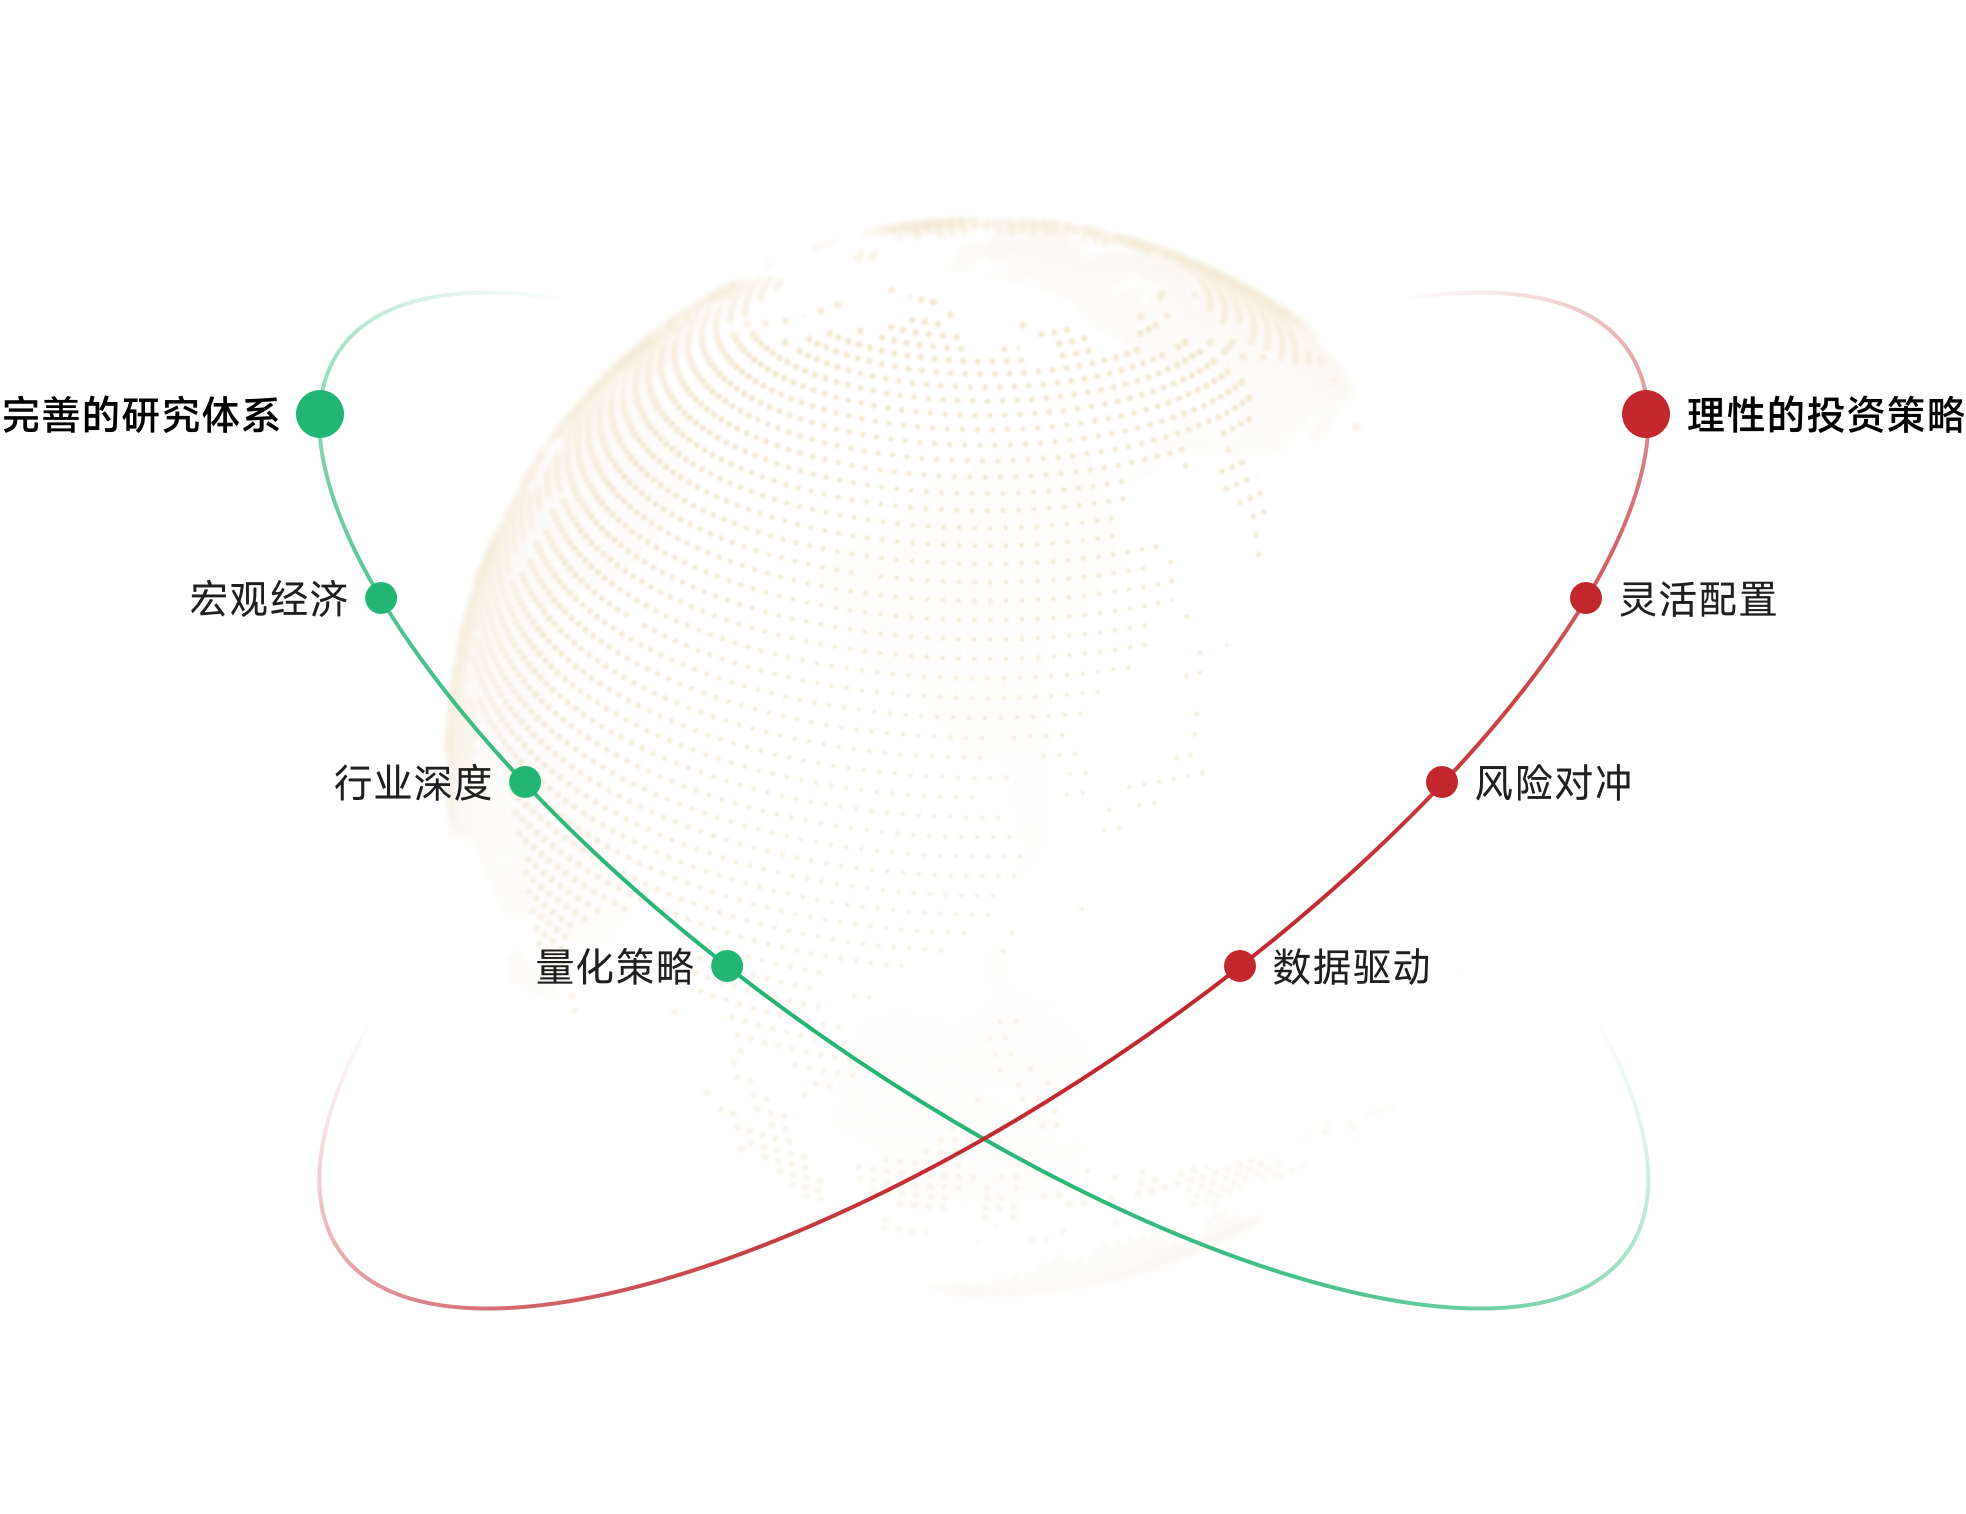 完善的研究体系
理性的投资策略
宏观经济
灵活配置
行业深度
风险对冲
量化策略
数据驱动